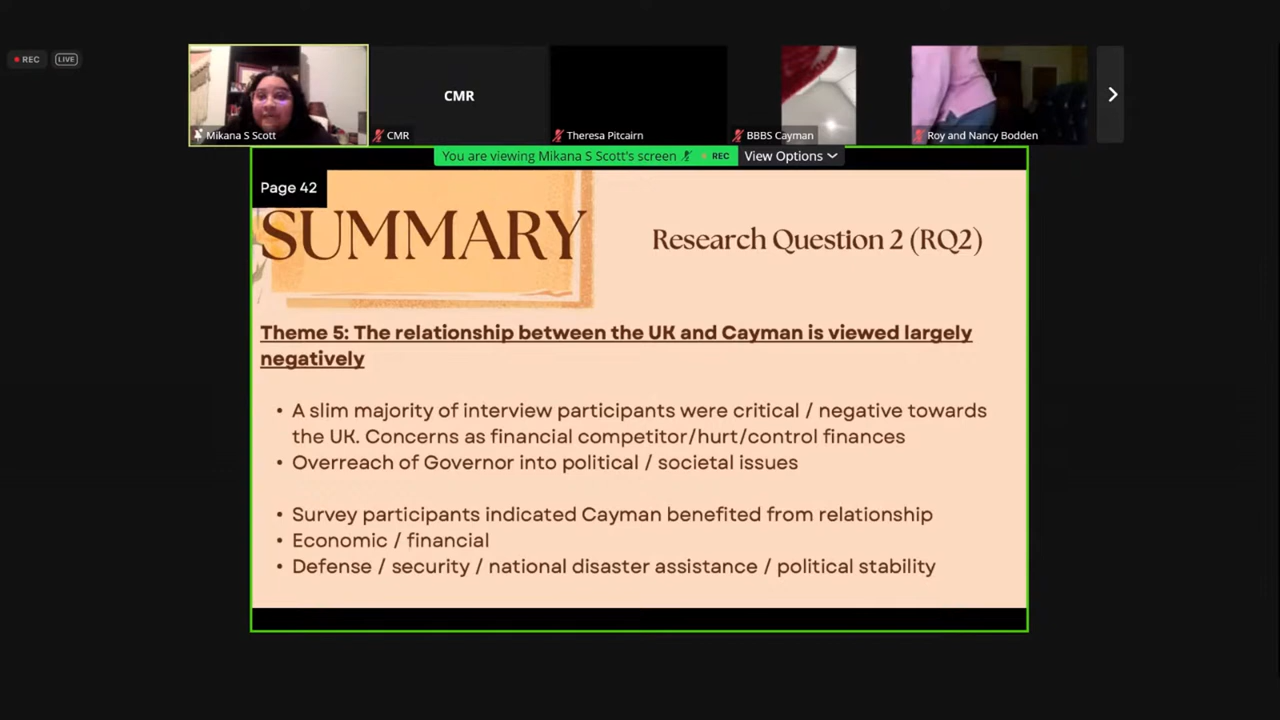 REC
LIVE
CMR
Mikana S Scott
CMR
Theresa Pitcairn
BBBS Cayman
Roy and Nancy Bodden
You are viewing Mikana S Scott's screen
REC
View Options
Page 42
SUMMARY
Research Question 2 (RQ2)
Theme 5: The relationship between the UK and Cayman is viewed largely
negatively
• A slim majority of interview participants were critical / negative towards
the UK. Concerns as financial competitor/hurt/control finances
• Overreach of Governor into political / societal issues
• Survey participants indicated Cayman benefited from relationship
• Economic / financial
• Defense / security / national disaster assistance / political stability